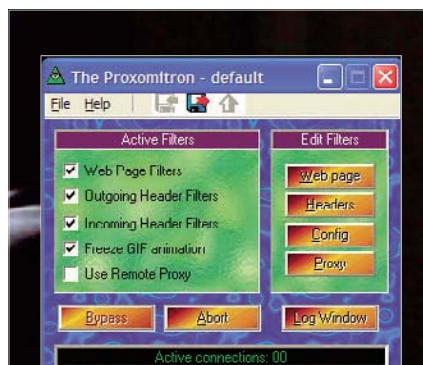 The Proxomitron - default
File Help
Active Filters
Edit Filters
Web Page Filters
Outgoing Header Filters
Incoming Header Filters
Freeze GIF animation
Use Remote Proxy
Web page
Headers
Config
Proxy
Bypass
Abort
Log Window
Active connections: 00